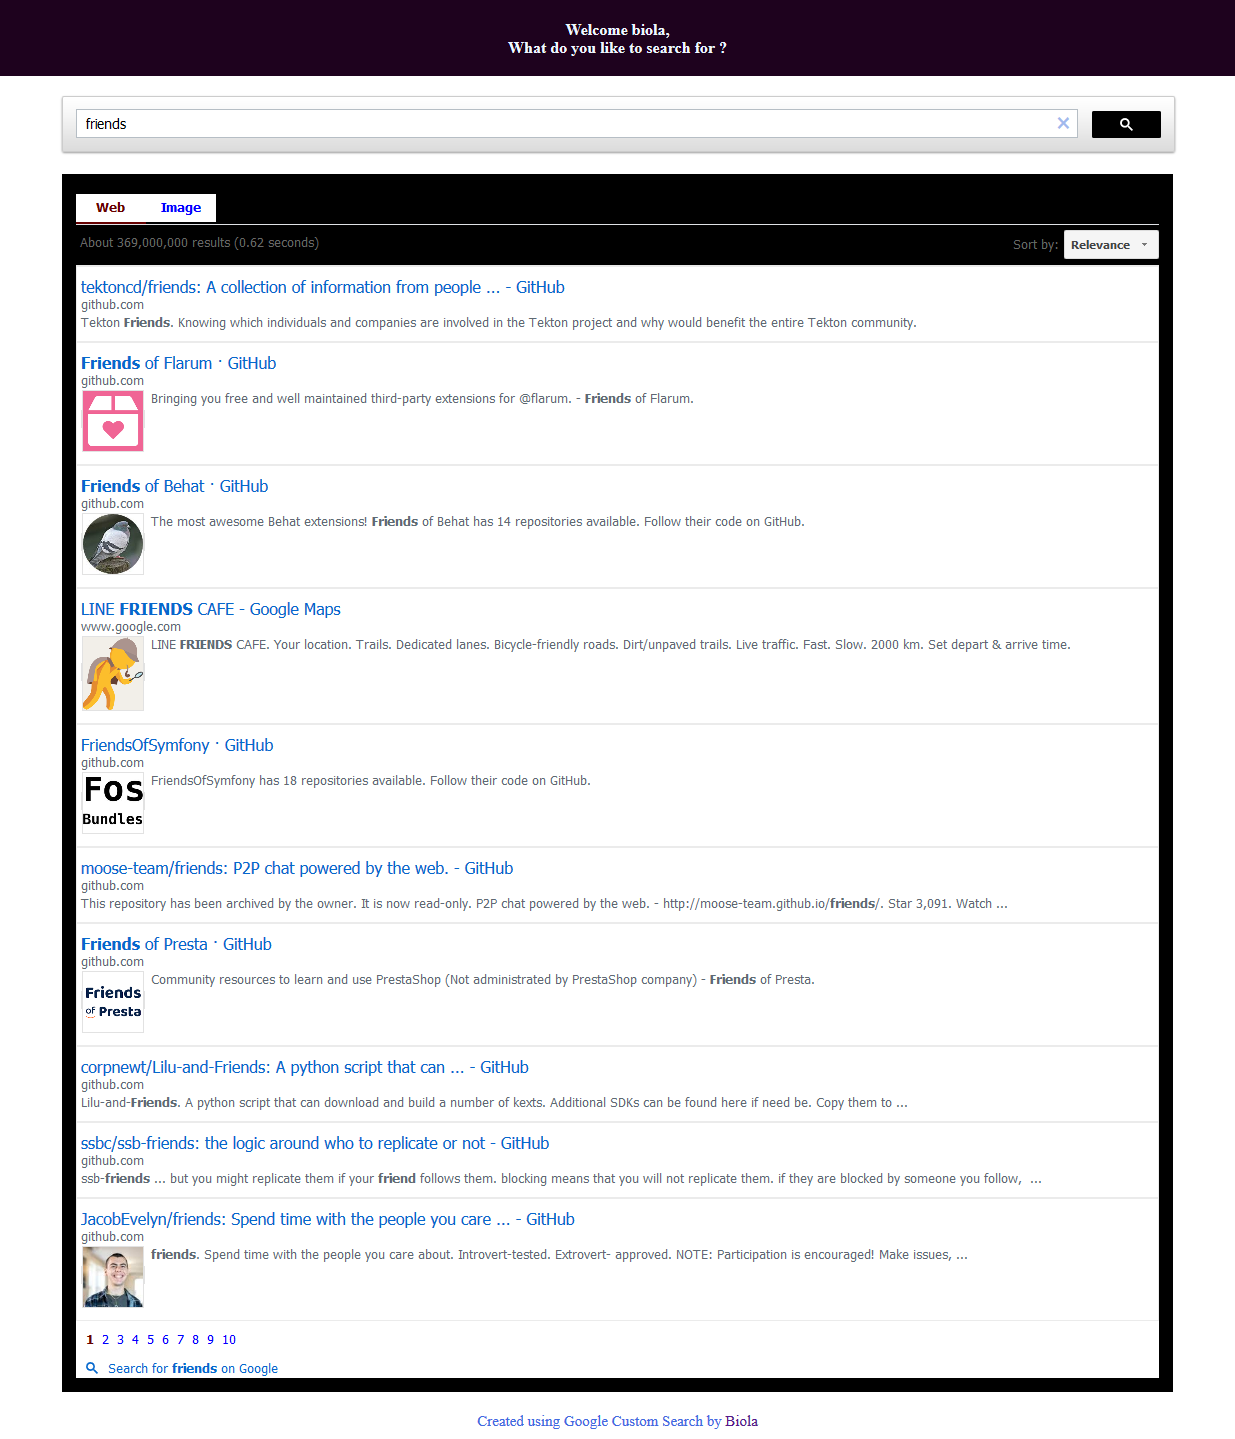 Welcome biola,
What do you like to search for ?
friends
Web Image
About 369,000,000 results (0.62 seconds)
Sort by: Relevance
tektoncd/friends: A collection of information from people ... - GitHub
github.com
Tekton Friends. Knowing which individuals and companies are involved in the Tekton project and why would benefit the entire Tekton community.
Friends of Flarum · GitHub
github.com
Bringing you free and well maintained third-party extensions for @flarum. - Friends of Flarum.
Friends of Behat · GitHub
github.com
The most awesome Behat extensions! Friends of Behat has 14 repositories available. Follow their code on GitHub.
LINE FRIENDS CAFE - Google Maps
www.google.com
LINE FRIENDS CAFE. Your location. Trails. Dedicated lanes. Bicycle-friendly roads. Dirt/unpaved trails. Live traffic. Fast. Slow. 2000 km. Set depart & arrive time.
FriendsOfSymfony · GitHub
github.com
FriendsOfSymfony has 18 repositories available. Follow their code on GitHub.
Fos
Bundles
moose-team/friends: P2P chat powered by the web. - GitHub
github.com
This repository has been archived by the owner. It is now read-only. P2P chat powered by the web. - http://moose-team.github.io/friends/. Star 3,091. Watch ...
Friends of Presta · GitHub
github.com
Community resources to learn and use PrestaShop (Not administrated by PrestaShop company) - Friends of Presta.
Friends
of Presta
corpnewt/Lilu-and-Friends: A python script that can ... - GitHub
github.com
Lilu-and-Friends. A python script that can download and build a number of kexts. Additional SDKs can be found here if need be. Copy them to ...
ssbc/ssb-friends: the logic around who to replicate or not - GitHub
github.com
ssb-friends ... but you might replicate them if your friend follows them. blocking means that you will not replicate them. if they are blocked by someone you follow, ...
JacobEvelyn/friends: Spend time with the people you care ... - GitHub
github.com
friends. Spend time with the people you care about. Introvert-tested. Extrovert- approved. NOTE: Participation is encouraged! Make issues, ...
1 2 3 4 5 6 7 8 9 10
Search for friends on Google
Created using Google Custom Search by Biola